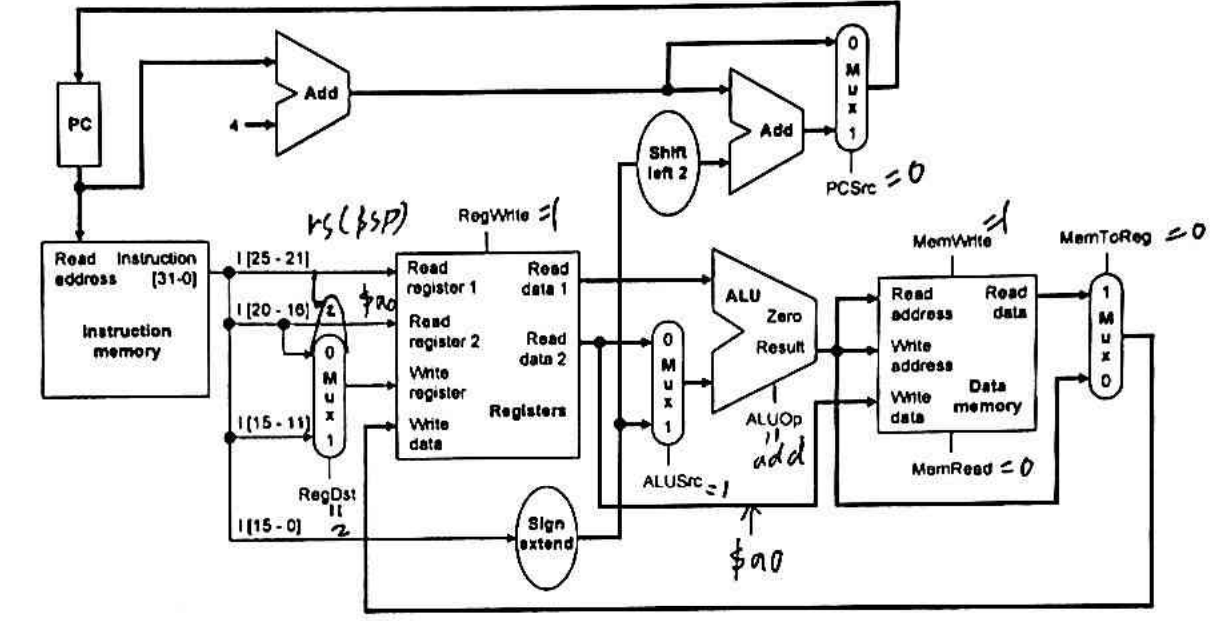 PC
Add
4
Shift
left 2
Add
0
M
u
x
1
PCSrc = 0
rs($sp)
RegWrite = 1
MemWrite = 1
MemToReg = 0
Read
address
Instruction
[31-0]
Instruction
memory
I [25 - 21]
I [20 - 16]
I [15 - 11]
I [15 - 0]
$a0
2
0
M
u
x
1
RegDst
=
2
Read
register 1
Read
register 2
Write
register
Write
data
Read
data 1
Read
data 2
Registers
Sign
extend
0
M
u
x
1
ALUSrc = 1
ALU
Zero
Result
ALUOp
=
add
$a0
Read
address
Write
address
Write
data
Read
data
Data
memory
MemRead = 0
1
M
u
x
0